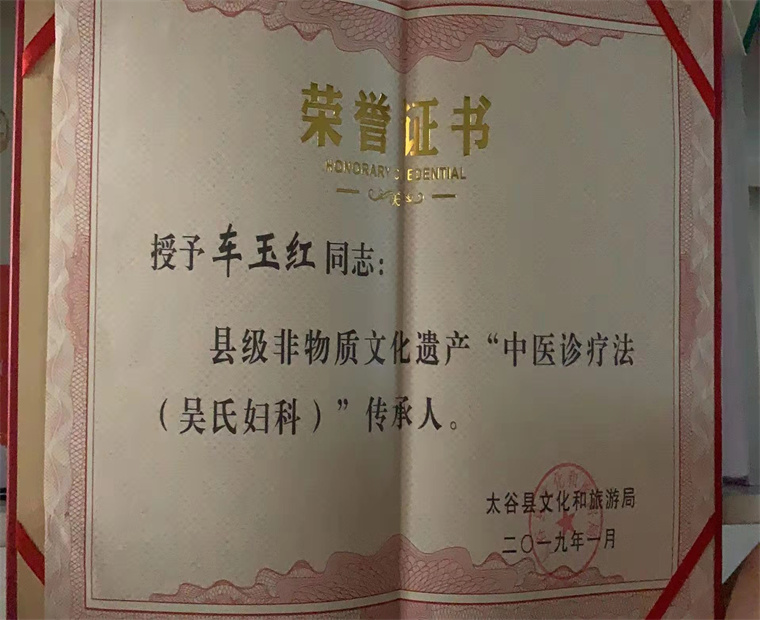 荣誉证书
HONORARY CREDENTIAL
授予车玉红同志：
县级非物质文化遗产“中医诊疗法
（吴氏妇科）”传承人。
太谷县文化和旅游局
二〇一九年一月